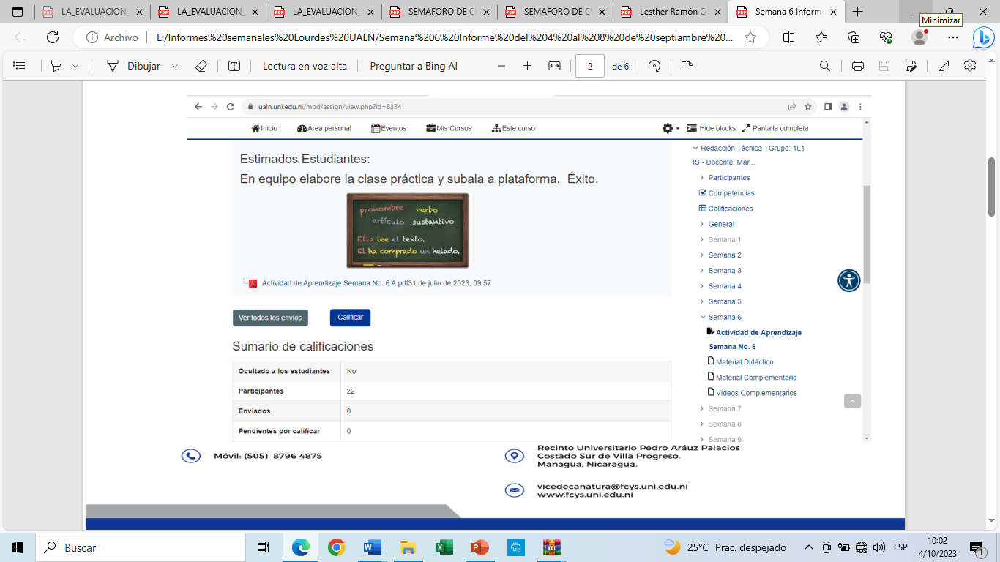 LA_EVALUACION_
LA_EVALUACION_
LA_EVALUACION_
SEMAFORO DE C
SEMAFORO DE C
Lesther Ramón O
Semana 6 Inform
Minimizar
Archivo
E:/Informes%20semanales%20Lourdes%20UALN/Semana%206%20Informe%20del%204%20al%208%20de%20septiambre%20...
Dibujar
Lectura en voz alta
Preguntar a Bing AI
2
de 6
ualn.uni.edu.ni/mod/assign/view.php?id=8334
Inicio
Área personal
Eventos
Mis Cursos
Este curso
Hide blocks
Pantalla completa
Estimados Estudiantes:
En equipo elabore la clase práctica y subala a plataforma. Éxito.
pronombre verbo
artículo sustantivo
Ella lee el texto.
El ha comprado un helado.
Actividad de Aprendizaje Semana No. 6 A.pdf31 de julio de 2023, 09:57
Ver todos los envíos
Calificar
Sumario de calificaciones
Ocultado a los estudiantes No
Participantes 22
Enviados 0
Pendientes por calificar 0
Redacción Técnica - Grupo: 1L1-
IS - Docente: Mar...
Participantes
Competencias
Calificaciones
General
Semana 1
Semana 2
Semana 3
Semana 4
Semana 5
Semana 6
Actividad de Aprendizaje
Semana No. 6
Material Didáctico
Material Complementario
Vídeos Complementarios
Semana 7
Semana 8
Semana 9
Móvil: (505) 8796 4875
Recinto Universitario Pedro Aráuz Palacios
Costado Sur de Villa Progreso.
Managua, Nicaragua.
vicedecanatura@fcys.uni.edu.ni
www.fcys.uni.edu.ni
Buscar
25°C Prac. despejado
ESP
10:02
4/10/2023
1